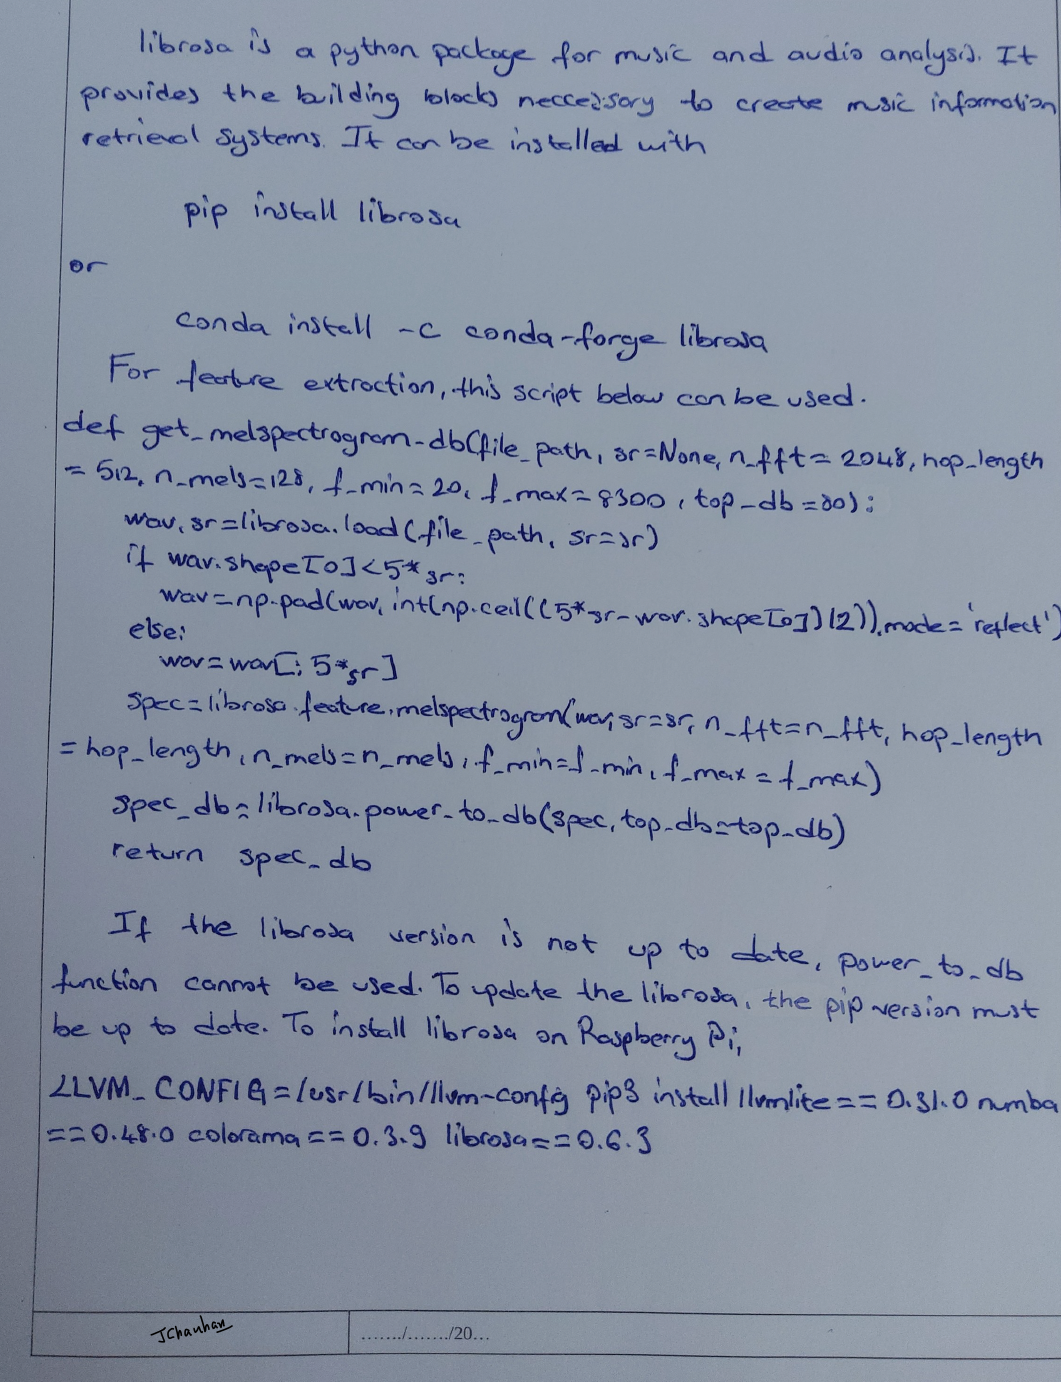 librosa is a python package for music and audio analysis. It
provides the building blocks neccessary to create music information
retrieval systems. It can be installed with
pip install librosa
or
conda install -c conda-forge librosa
For feature extraction, this script below can be used.
def get_melspectrogram-db(file_path, sr=None, n_fft=2048, hop_length
=512, n_mels=128, f_min=20, f_max=8300, top_db=80):
wav,sr=librosa.load(file_path, sr=sr)
if wav.shape[0]<5*sr:
wav=np.pad(wav, int(np.ceil((5*sr-wav.shape[0])/2)),mode='reflect')
else:
wav=wav[:5*sr]
spec=librosa.feature.melspectrogram(wav,sr=sr, n_fft=n_fft, hop_length
=hop_length, n_mels=n_mels, f_min=f_min, f_max=f_max)
spec_db=librosa.power_to_db(spec, top_db=top_db)
return spec_db
If the librosa version is not up to date, power_to_db
function cannot be used. To update the librosa, the pip version must
be up to date. To install librosa on Raspberry Pi,
LLVM_CONFIG=/usr/bin/llvm-config pip3 install llvmlite==0.31.0 numba
==0.48.0 colorama==0.3.9 librosa==0.6.3
JChauhan
......./......./20...